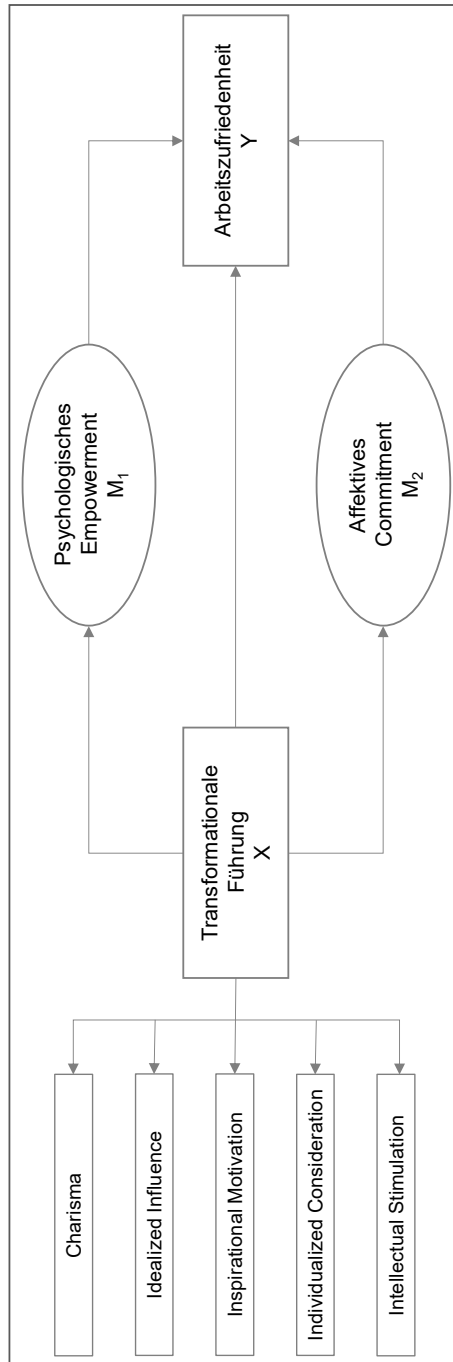 Charisma
Idealized Influence
Inspirational Motivation
Individualized Consideration
Intellectual Stimulation
Transformationale
Führung
X
Psychologisches
Empowerment
M₁
Affektives
Commitment
M₂
Arbeitszufriedenheit
Y